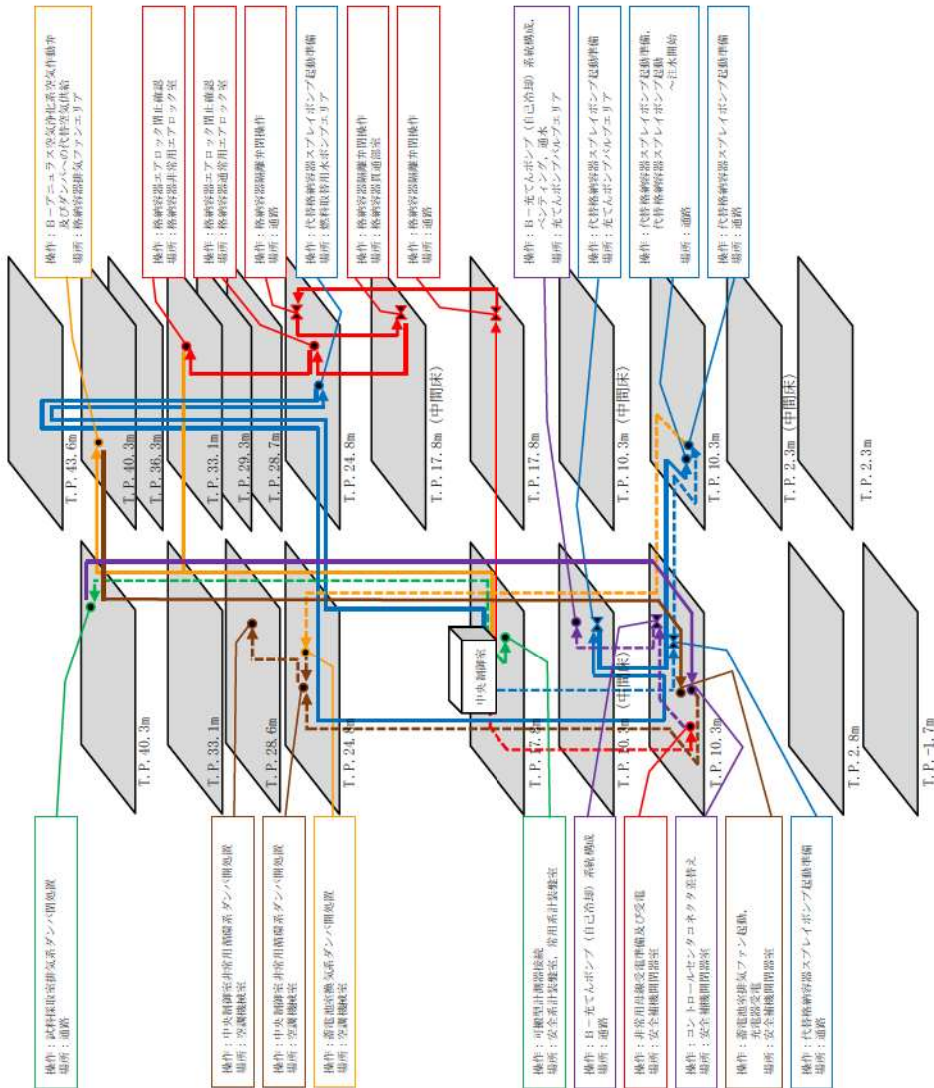 操作：B－アニュラス空気浄化系空気作動弁
及びダンパへの代替空気供給
場所：格納容器排気ファンエリア
操作：格納容器エアロック閉止確認
場所：格納容器非常用エアロック室
操作：格納容器エアロック閉止確認
場所：格納容器通常用エアロック室
操作：格納容器隔離弁閉操作
場所：通路
操作：代替格納容器スプレイポンプ起動準備
場所：燃料取替用水ポンプエリア
操作：格納容器隔離弁閉操作
場所：格納容器貫通部室
操作：格納容器隔離弁閉操作
場所：通路
操作：B－充てんポンプ（自己冷却）系統構成，
ベンティング，通水
場所：充てんポンプバルブエリア
操作：代替格納容器スプレイポンプ起動準備
場所：充てんポンプバルブエリア
操作：代替格納容器スプレイポンプ起動準備，
代替格納容器スプレイポンプ起動
～注水開始
場所：通路
操作：代替格納容器スプレイポンプ起動準備
場所：通路
T.P.43.6m
T.P.40.3m
T.P.36.3m
T.P.33.1m
T.P.29.3m
T.P.28.7m
T.P.24.8m
T.P.17.8m（中間床）
T.P.17.8m
T.P.10.3m（中間床）
T.P.10.3m
T.P.2.3m（中間床）
T.P.2.3m
中央制御室
T.P.40.3m
T.P.33.1m
T.P.28.6m
T.P.24.8m
T.P.17.8m
T.P.10.3m（中間床）
T.P.10.3m
T.P.2.8m
T.P.-1.7m
操作：試料採取室排気系ダンパ閉処置
場所：通路
操作：中央制御室非常用循環系ダンパ開処置
場所：空調機械室
操作：中央制御室非常用循環系ダンパ開処置
場所：空調機械室
操作：蓄電池室換気系ダンパ開処置
場所：空調機械室
操作：可搬型計測器接続
場所：安全系計装盤室，常用系計装盤室
操作：B－充てんポンプ（自己冷却）系統構成
場所：通路
操作：非常用母線受電準備及び受電
場所：安全補機開閉器室
操作：コントロールセンタコネクタ差替え
場所：安全補機開閉器室
操作：蓄電池室排気ファン起動，
充電器受電
場所：安全補機開閉器室
操作：代替格納容器スプレイポンプ起動準備
場所：通路